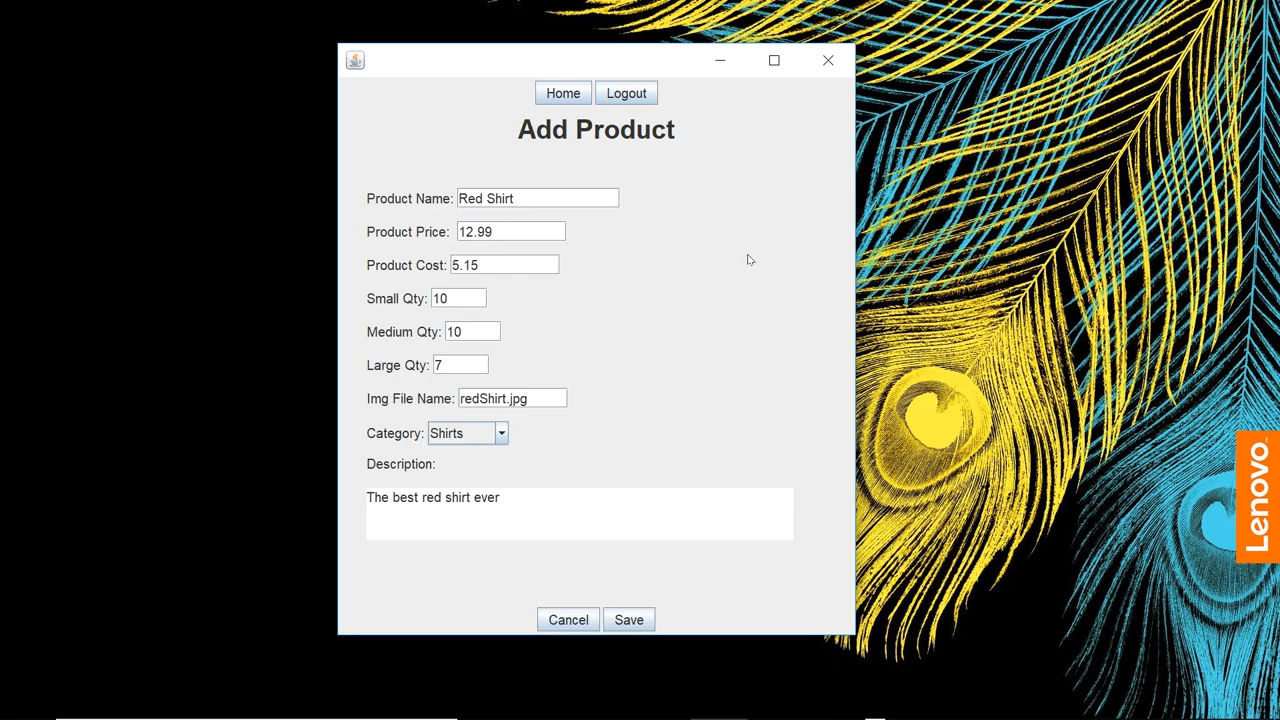 Home Logout
Add Product
Product Name: Red Shirt
Product Price: 12.99
Product Cost: 5.15
Small Qty: 10
Medium Qty: 10
Large Qty: 7
Img File Name: redShirt.jpg
Category: Shirts
Description:
The best red shirt ever
Cancel Save
Lenovo